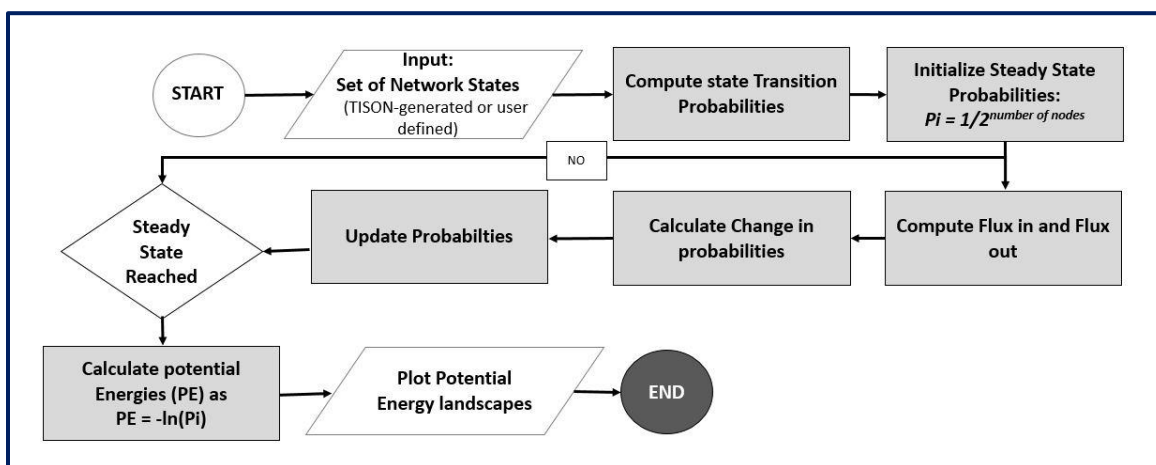 START
Input:
Set of Network States
(TISON-generated or user
defined)
Compute state Transition
Probabilities
Initialize Steady State
Probabilities:
Pi = 1/2^number of nodes
NO
Steady
State
Reached
Update Probabilties
Calculate Change in
probabilities
Compute Flux in and Flux
out
Calculate potential
Energies (PE) as
PE = -ln(Pi)
Plot Potential
Energy landscapes
END